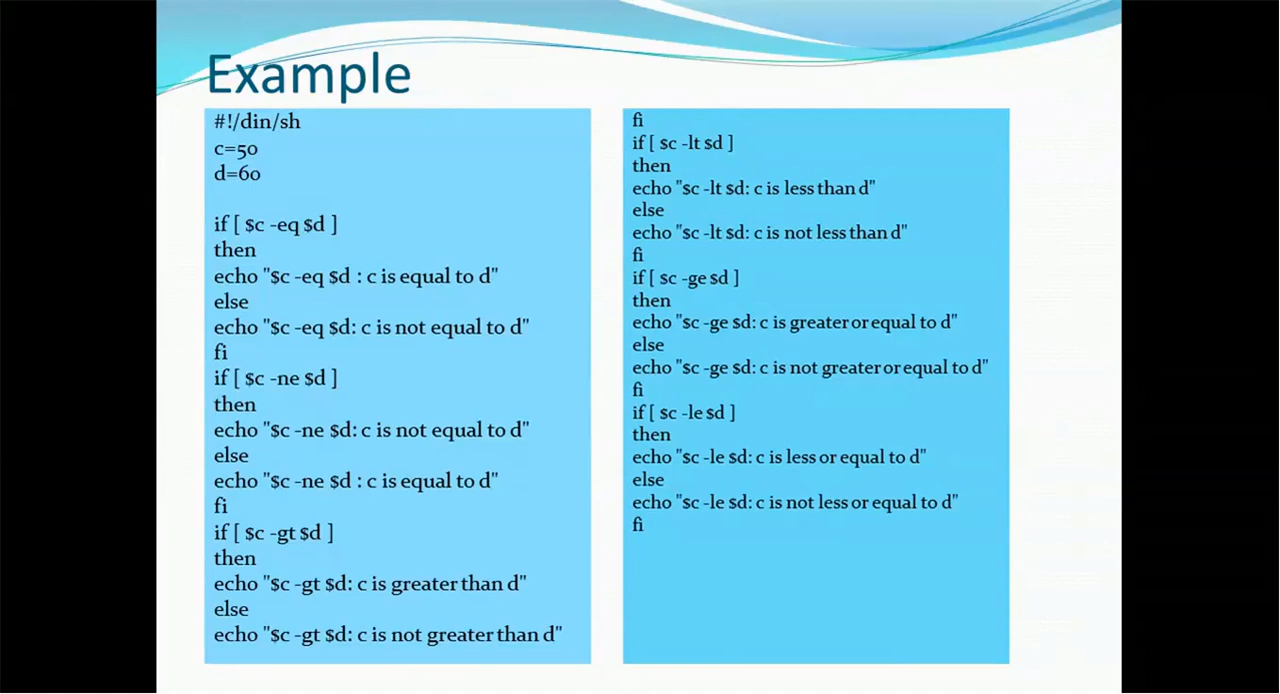 Example
#!/din/sh
c=50
d=60
if [ $c -eq $d ]
then
echo "$c -eq $d : c is equal to d"
else
echo "$c -eq $d: c is not equal to d"
fi
if [ $c -ne $d ]
then
echo "$c -ne $d: c is not equal to d"
else
echo "$c -ne $d : c is equal to d"
fi
if [ $c -gt $d ]
then
echo "$c -gt $d: c is greater than d"
else
echo "$c -gt $d: c is not greater than d"
fi
if [ $c -lt $d ]
then
echo "$c -lt $d: c is less than d"
else
echo "$c -lt $d: c is not less than d"
fi
if [ $c -ge $d ]
then
echo "$c -ge $d: c is greater or equal to d"
else
echo "$c -ge $d: c is not greater or equal to d"
fi
if [ $c -le $d ]
then
echo "$c -le $d: c is less or equal to d"
else
echo "$c -le $d: c is not less or equal to d"
fi